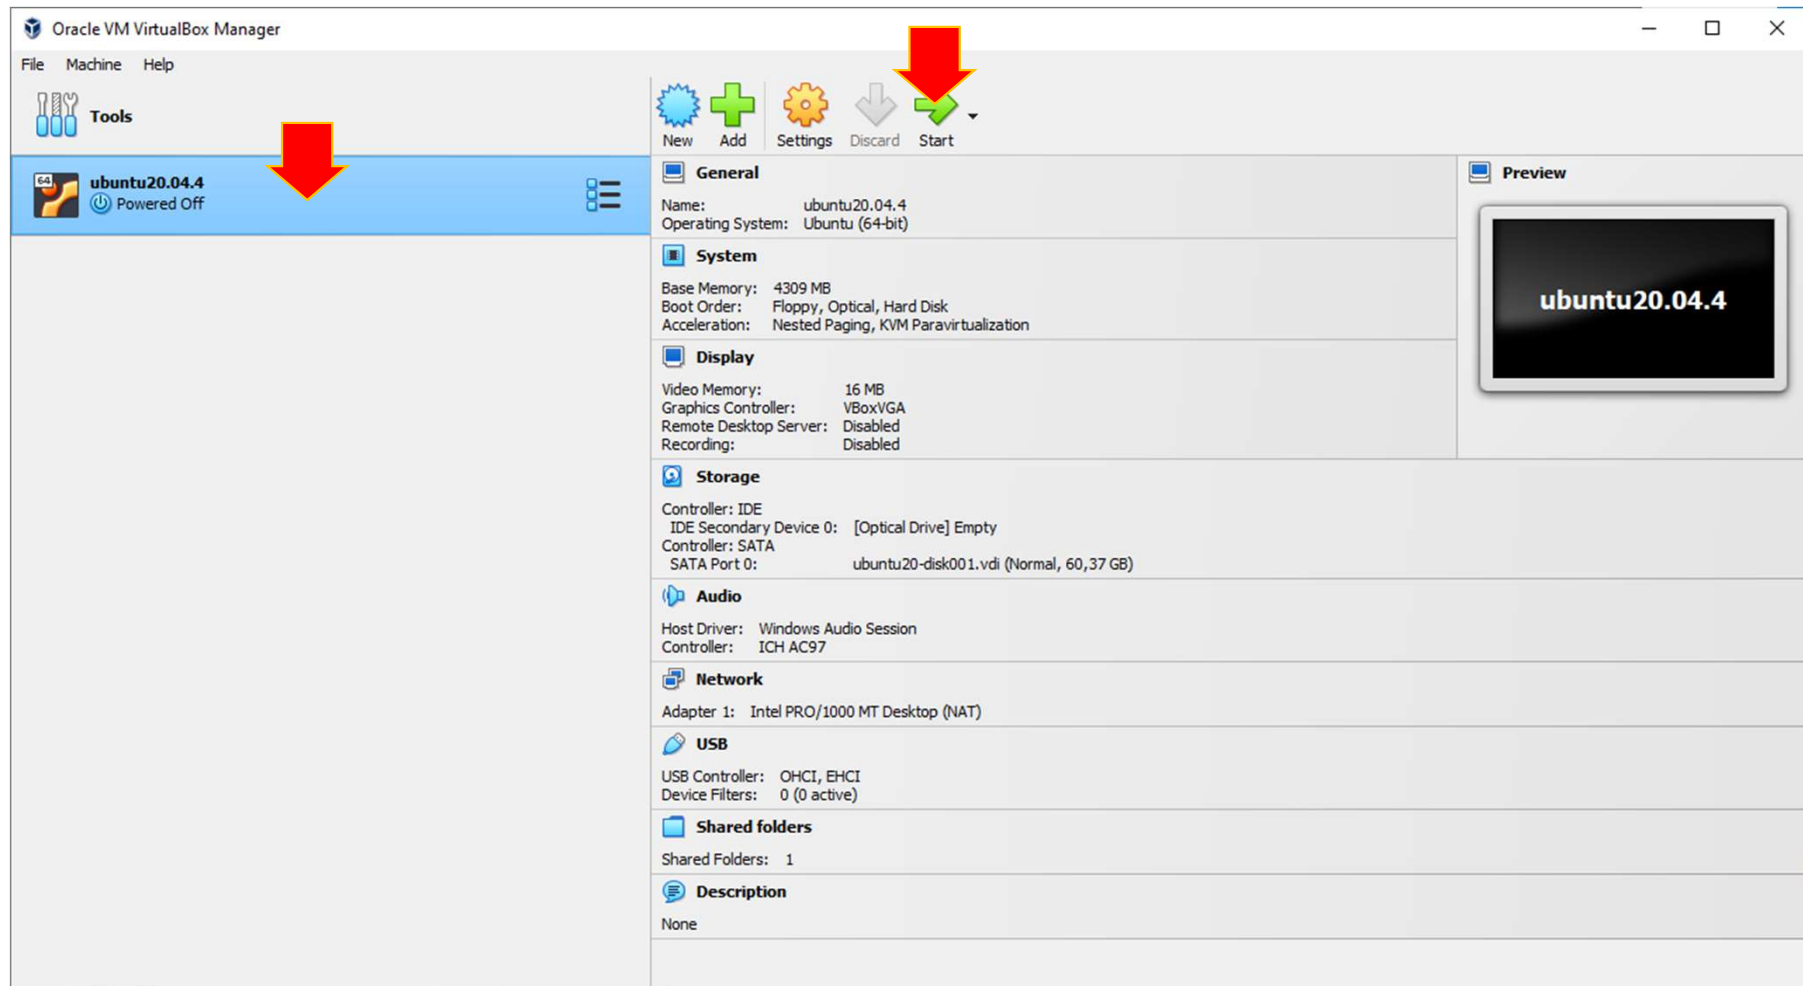 Oracle VM VirtualBox Manager
File Machine Help
Tools
New Add Settings Discard Start
64
ubuntu20.04.4
Powered Off
General
Name: ubuntu20.04.4
Operating System: Ubuntu (64-bit)
Preview
ubuntu20.04.4
System
Base Memory: 4309 MB
Boot Order: Floppy, Optical, Hard Disk
Acceleration: Nested Paging, KVM Paravirtualization
Display
Video Memory: 16 MB
Graphics Controller: VBoxVGA
Remote Desktop Server: Disabled
Recording: Disabled
Storage
Controller: IDE
IDE Secondary Device 0: [Optical Drive] Empty
Controller: SATA
SATA Port 0: ubuntu20-disk001.vdi (Normal, 60,37 GB)
Audio
Host Driver: Windows Audio Session
Controller: ICH AC97
Network
Adapter 1: Intel PRO/1000 MT Desktop (NAT)
USB
USB Controller: OHCI, EHCI
Device Filters: 0 (0 active)
Shared folders
Shared Folders: 1
Description
None